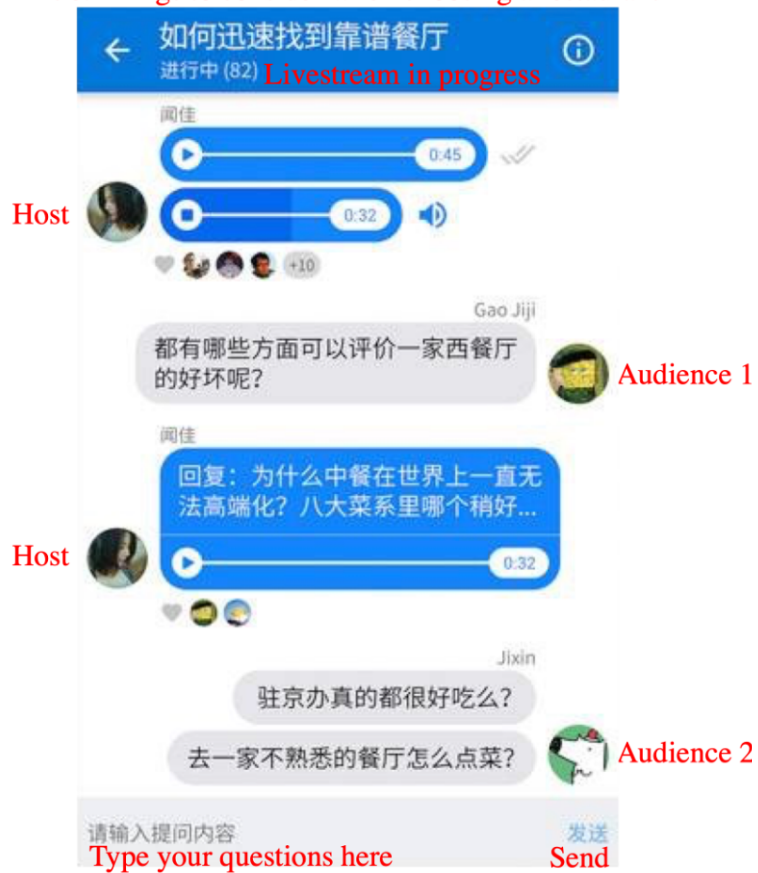 如何迅速找到靠谱餐厅
进行中 (82) Livestream in progress
闻佳
0:45
Host
0:32
+10
Gao Jiji
都有哪些方面可以评价一家西餐厅
的好坏呢?
Audience 1
闻佳
回复：为什么中餐在世界上一直无
法高端化？八大菜系里哪个稍好...
Host
0:32
Jixin
驻京办真的都很好吃么?
去一家不熟悉的餐厅怎么点菜?
Audience 2
请输入提问内容
发送
Type your questions here
Send